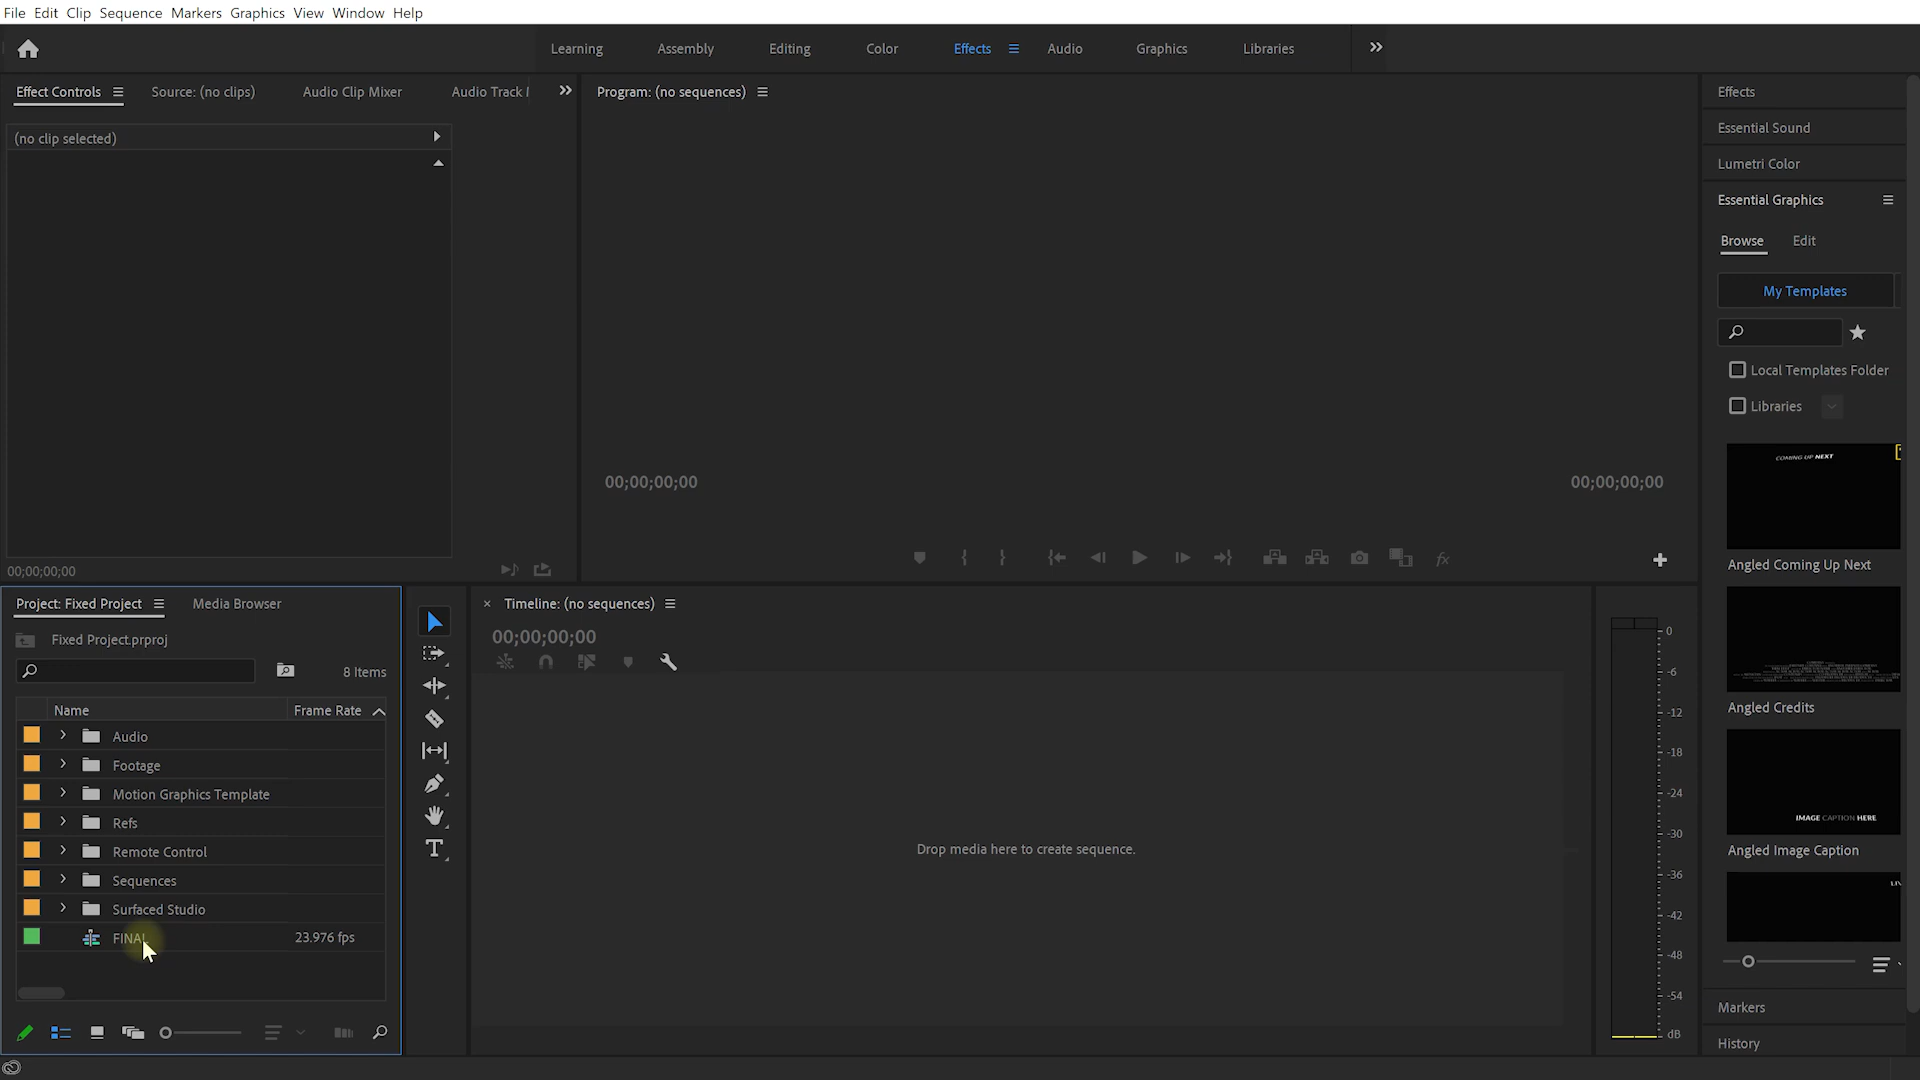 File Edit Clip Sequence Markers Graphics View Window Help
Learning Assembly Editing Color Effects Audio Graphics Libraries
Effect Controls Source: (no clips) Audio Clip Mixer Audio Track
(no clip selected)
00;00;00;00
Program: (no sequences)
00;00;00;00 00;00;00;00
fx
Effects
Essential Sound
Lumetri Color
Essential Graphics
Browse Edit
My Templates
Local Templates Folder
Libraries
COMING UP NEXT
Angled Coming Up Next
Angled Credits
IMAGE CAPTION HERE
Angled Image Caption
Markers
History
Project: Fixed Project Media Browser
Fixed Project.prproj
8 Items
Name Frame Rate
Audio
Footage
Motion Graphics Template
Refs
Remote Control
Sequences
Surfaced Studio
FINAL 23.976 fps
Timeline: (no sequences)
00;00;00;00
Drop media here to create sequence.
0
-6
-12
-18
-24
-30
-36
-42
-48
-54
dB